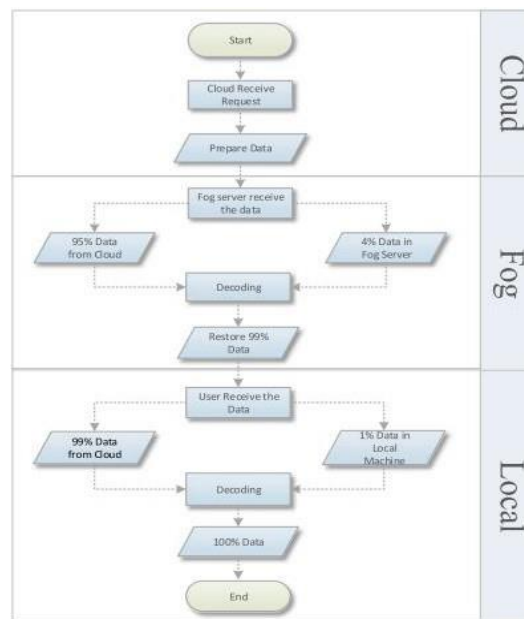 Start
Cloud Receive
Request
Prepare Data
Cloud
Fog server receive
the data
95% Data
from Cloud
4% Data in
Fog Server
Decoding
Restore 99%
Data
Fog
User Receive the
Data
99% Data
from Cloud
1% Data in
Local
Machine
Decoding
100% Data
End
Local